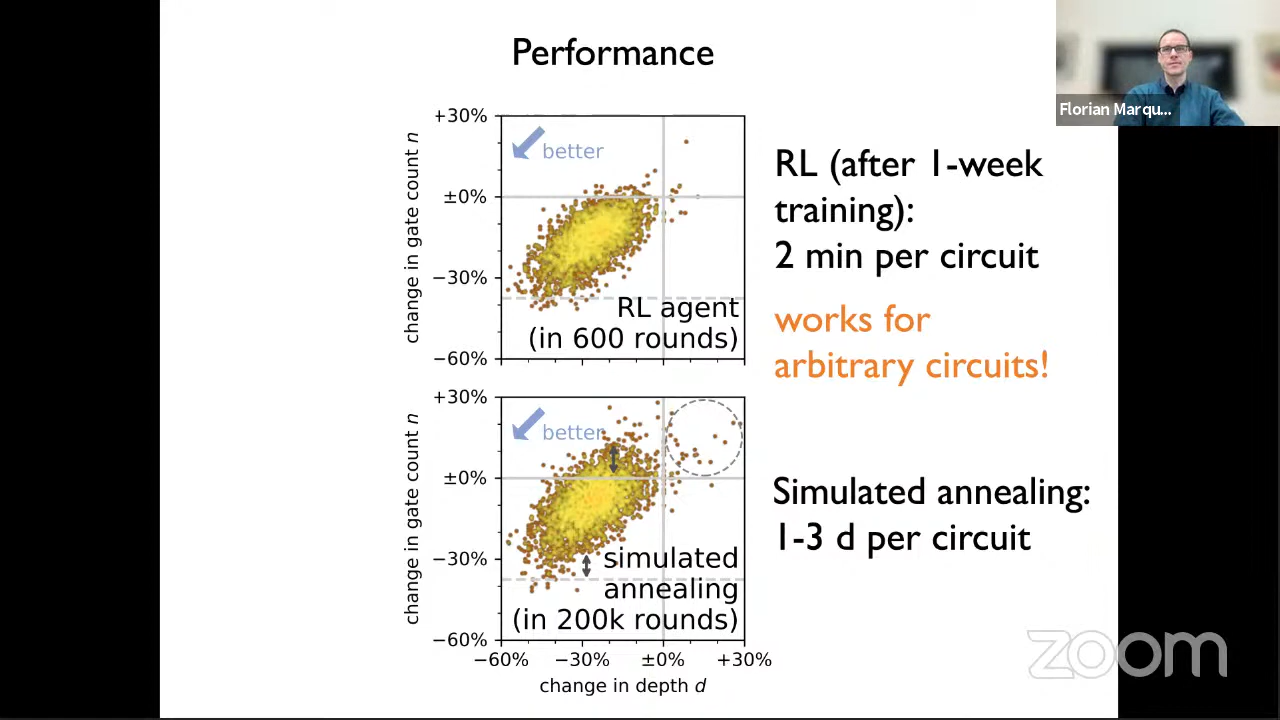 Performance
Florian Marqu...
+30%
±0%
−30%
−60%
change in gate count n
better
RL agent
(in 600 rounds)
RL (after 1-week
training):
2 min per circuit
works for
arbitrary circuits!
+30%
±0%
−30%
−60%
change in gate count n
better
simulated
annealing
(in 200k rounds)
−60%
−30%
±0%
+30%
change in depth d
Simulated annealing:
1-3 d per circuit
zoom